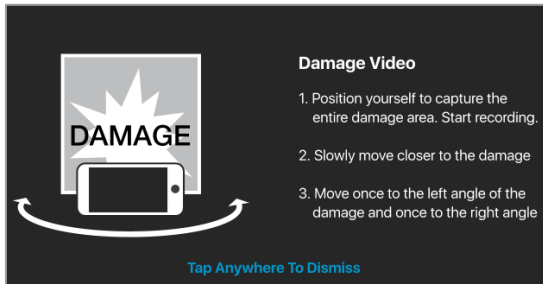 DAMAGE
Damage Video
1. Position yourself to capture the
entire damage area. Start recording.
2. Slowly move closer to the damage
3. Move once to the left angle of the
damage and once to the right angle
Tap Anywhere To Dismiss